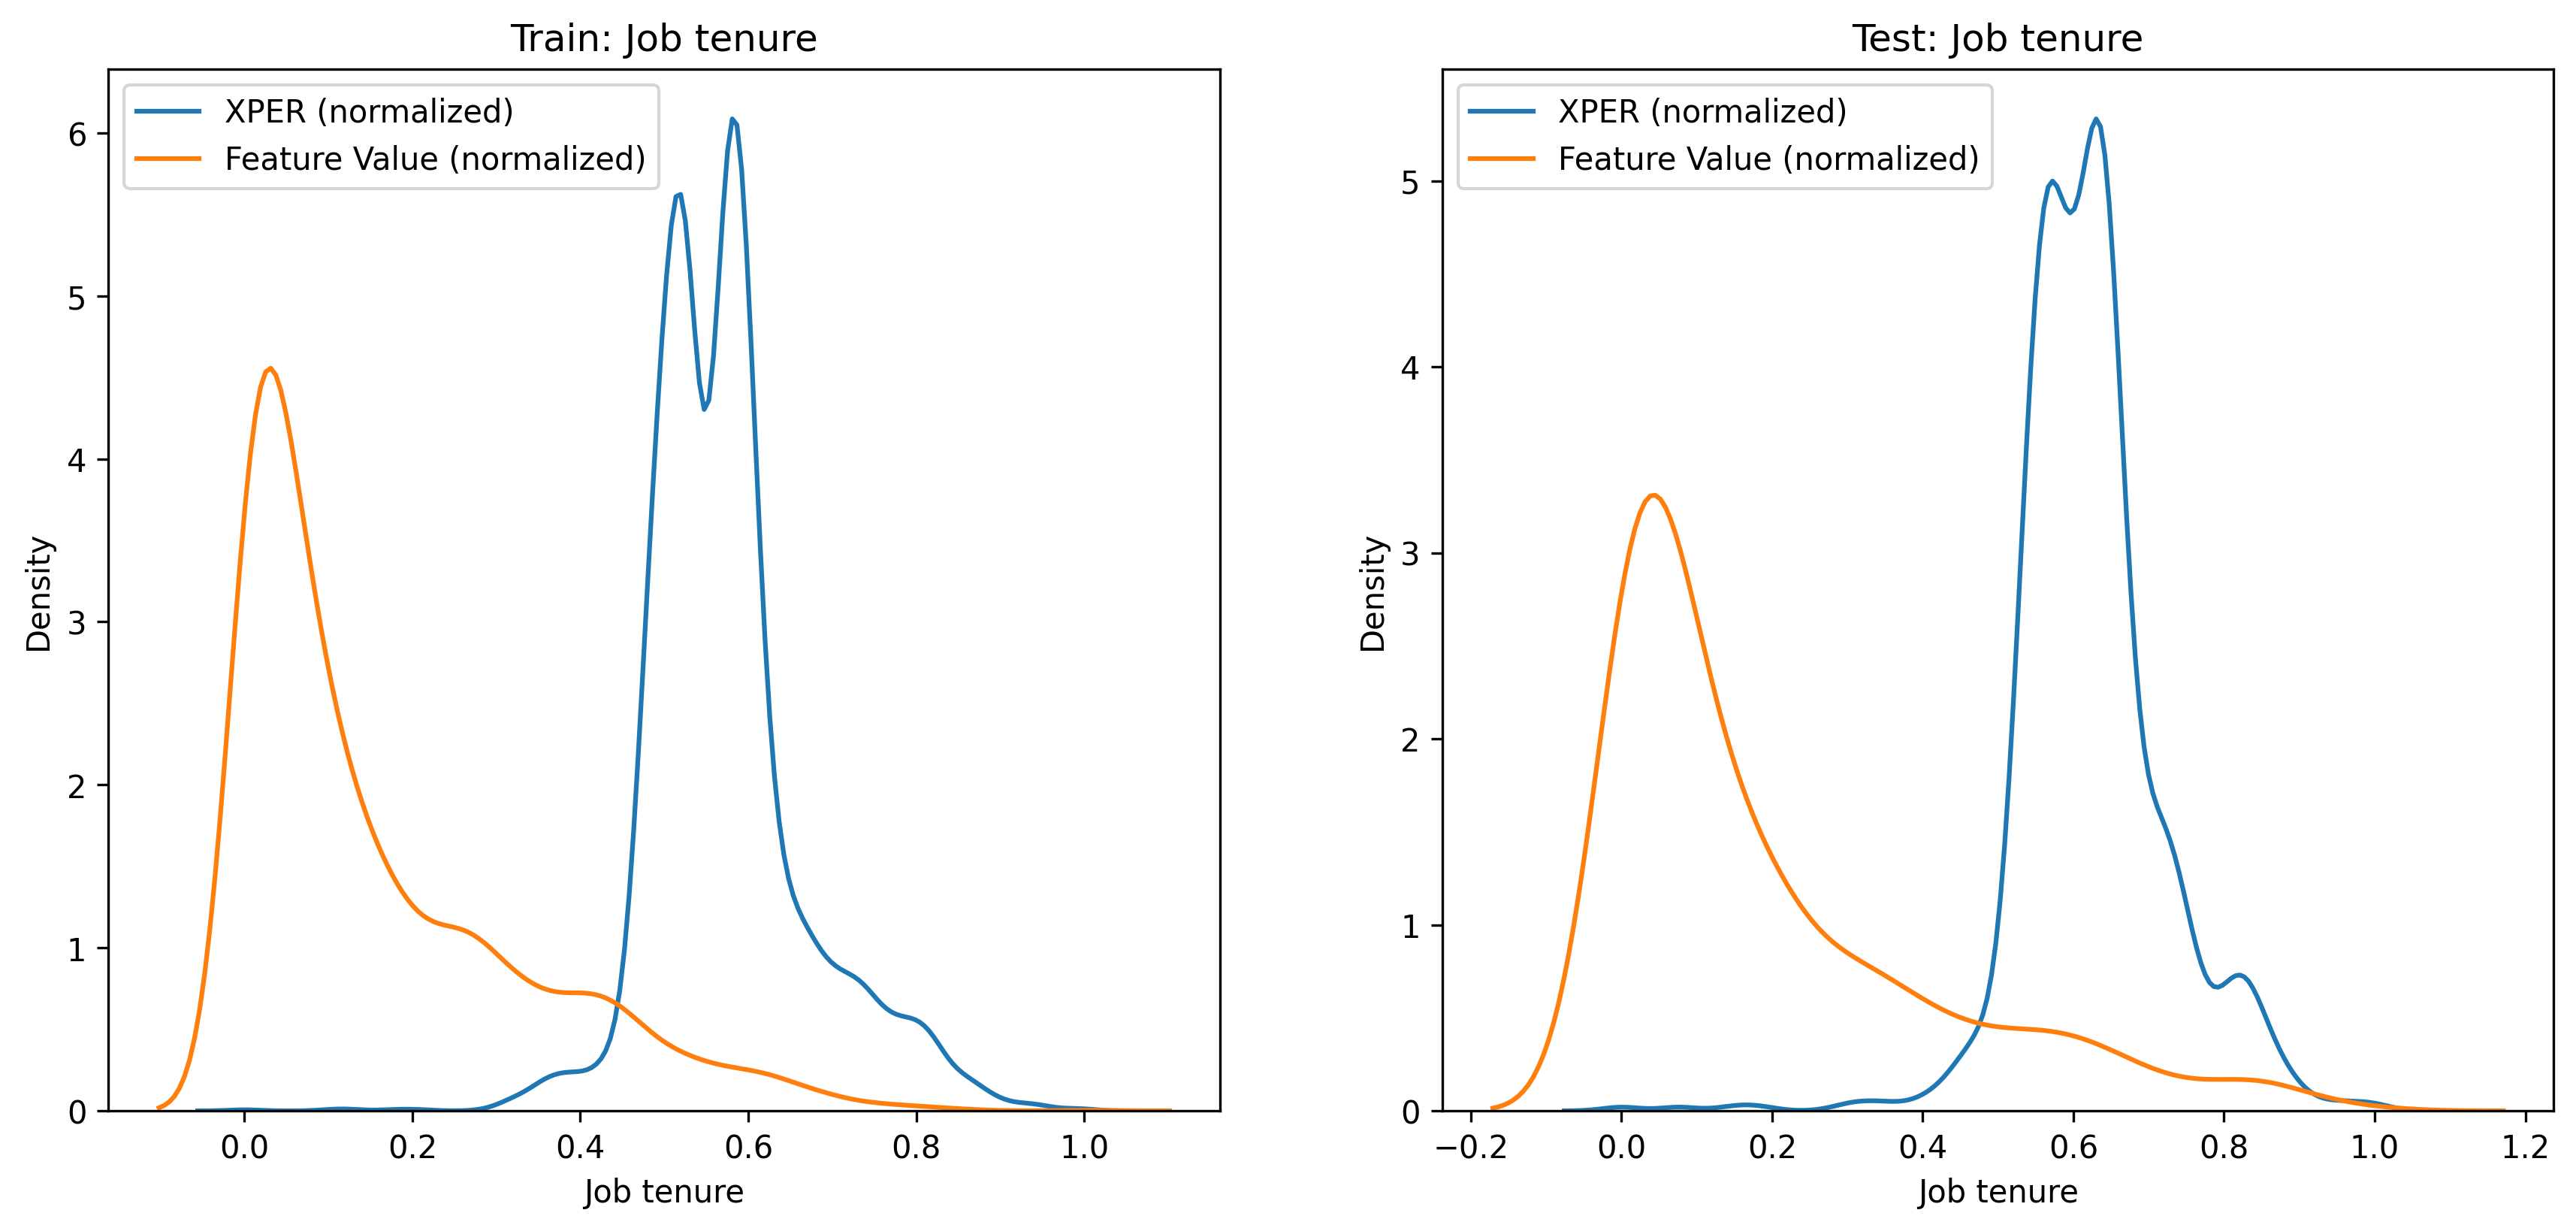 Train: Job tenure
XPER (normalized)
Feature Value (normalized)
6
5
4
3
2
1
0
Density
0.0 0.2 0.4 0.6 0.8 1.0
Job tenure
Test: Job tenure
XPER (normalized)
Feature Value (normalized)
5
4
3
2
1
0
Density
−0.2 0.0 0.2 0.4 0.6 0.8 1.0 1.2
Job tenure